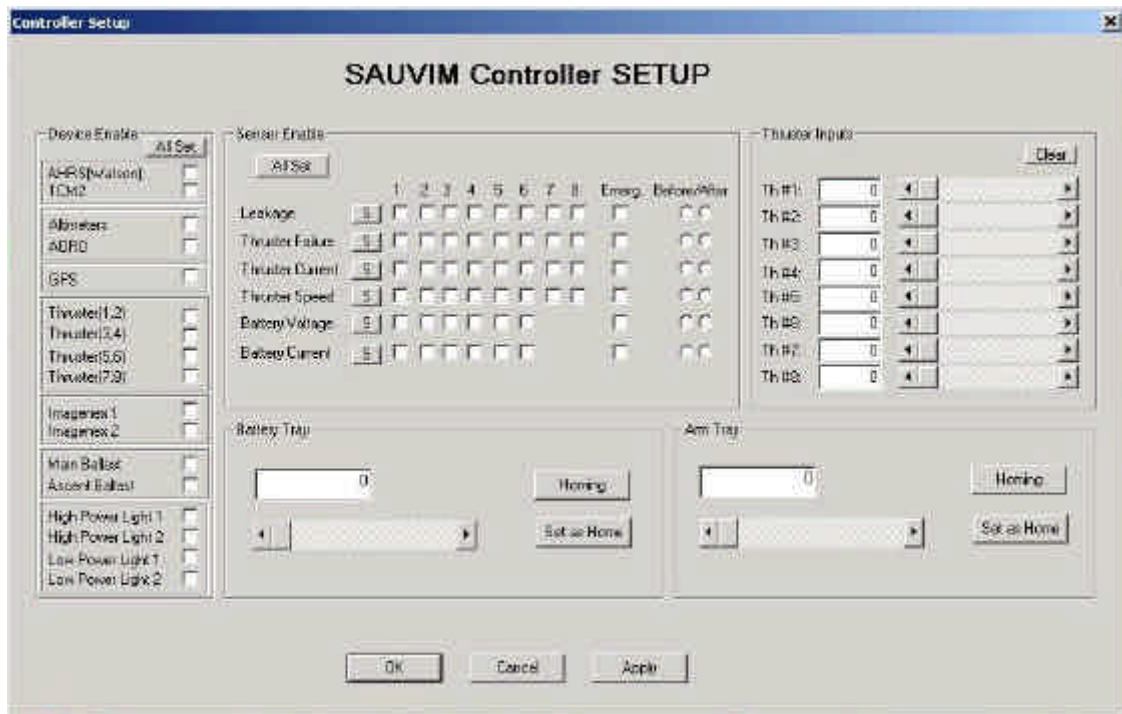 Controller Setup
SAUVIM Controller SETUP
Device Enable
All Set
AHRS(Watson)
TCM2
Altimeters
GPS
Thruster(1,2)
Thruster(3,4)
Thruster(5,6)
Imagenex 1
Imagenex 2
Main Ballast
Ascent Ballast
High Power Light 1
High Power Light 2
Low Power Light 1
Low Power Light 2
Sensor Enable
All Set
1 2 3 4 5 6 7 8 Emerg. Before/After
Leakage S
Thruster Failure S
Thruster Current S
Thruster Speed S
Battery Voltage S
Battery Current S
Thruster Inputs
Clear
Th #1: 0
Th #2: 0
Th #3: 0
Th #4: 0
Th #5: 0
Th #6: 0
Th #7: 0
Th #8: 0
Battery Tray
0
Homing
Set as Home
Arm Tray
0
Homing
Set as Home
OK Cancel Apply